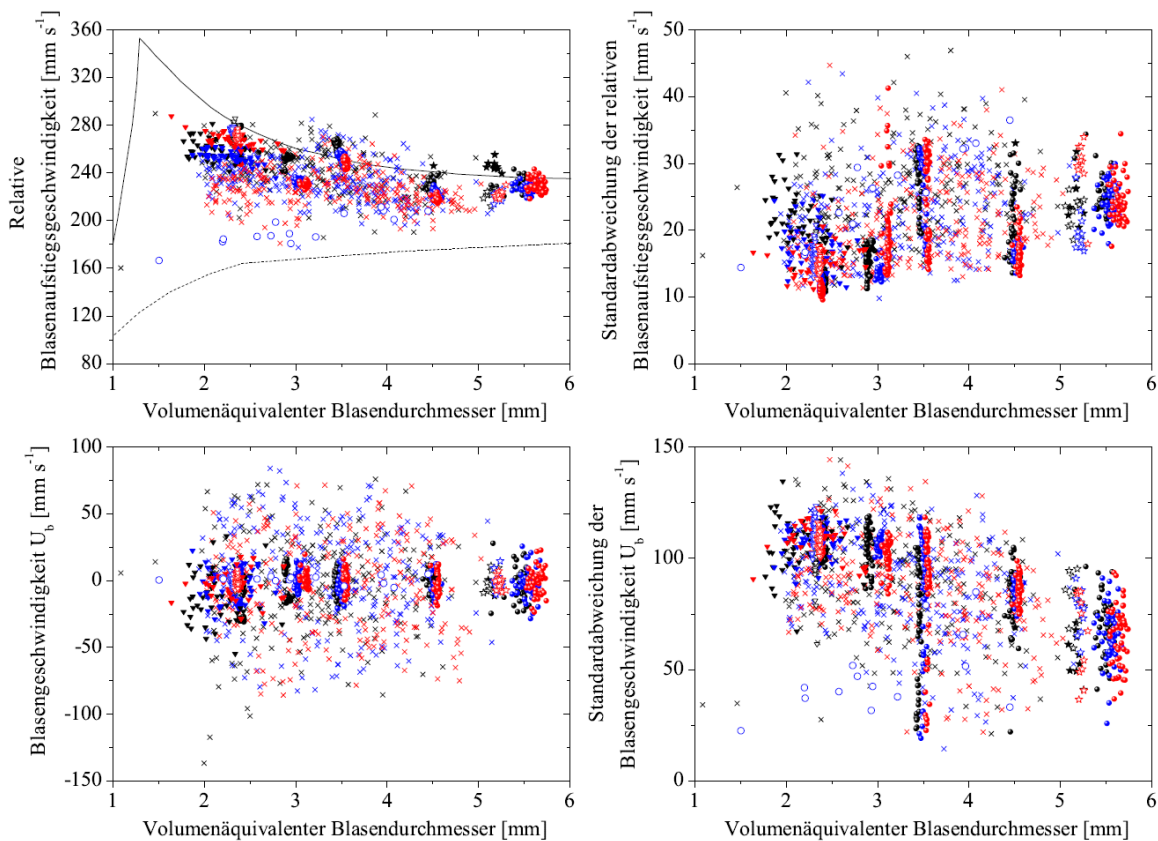 Relative
Blasenaufstiegsgeschwindigkeit [mm s⁻¹]
360
320
280
240
200
160
120
80
1 2 3 4 5 6
Volumenäquivalenter Blasendurchmesser [mm]
Standardabweichung der relativen
Blasenaufstiegsgeschwindigkeit [mm s⁻¹]
50
40
30
20
10
0
1 2 3 4 5 6
Volumenäquivalenter Blasendurchmesser [mm]
Blasengeschwindigkeit U_b [mm s⁻¹]
100
50
0
-50
-100
-150
1 2 3 4 5 6
Volumenäquivalenter Blasendurchmesser [mm]
Standardabweichung der
Blasengeschwindigkeit U_b [mm s⁻¹]
150
100
50
0
1 2 3 4 5 6
Volumenäquivalenter Blasendurchmesser [mm]